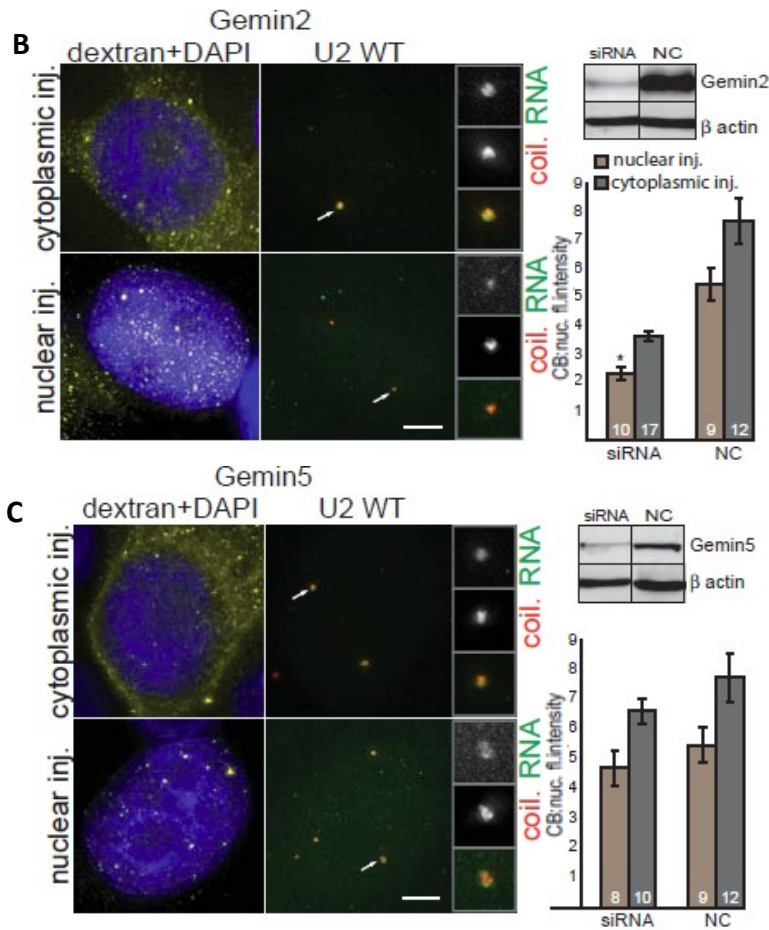 Gemin2
B
dextran+DAPI U2 WT
cytoplasmic inj.
nuclear inj.
coil. RNA
coil. RNA
siRNA NC
Gemin2
β actin
nuclear inj.
cytoplasmic inj.
CB:nuc. fl.intensity
9
8
7
6
5
4
3
2
1
*
10 17 9 12
siRNA NC
Gemin5
C
dextran+DAPI U2 WT
cytoplasmic inj.
nuclear inj.
coil. RNA
coil. RNA
siRNA NC
Gemin5
β actin
CB:nuc. fl.intensity
9
8
7
6
5
4
3
2
1
8 10 9 12
siRNA NC